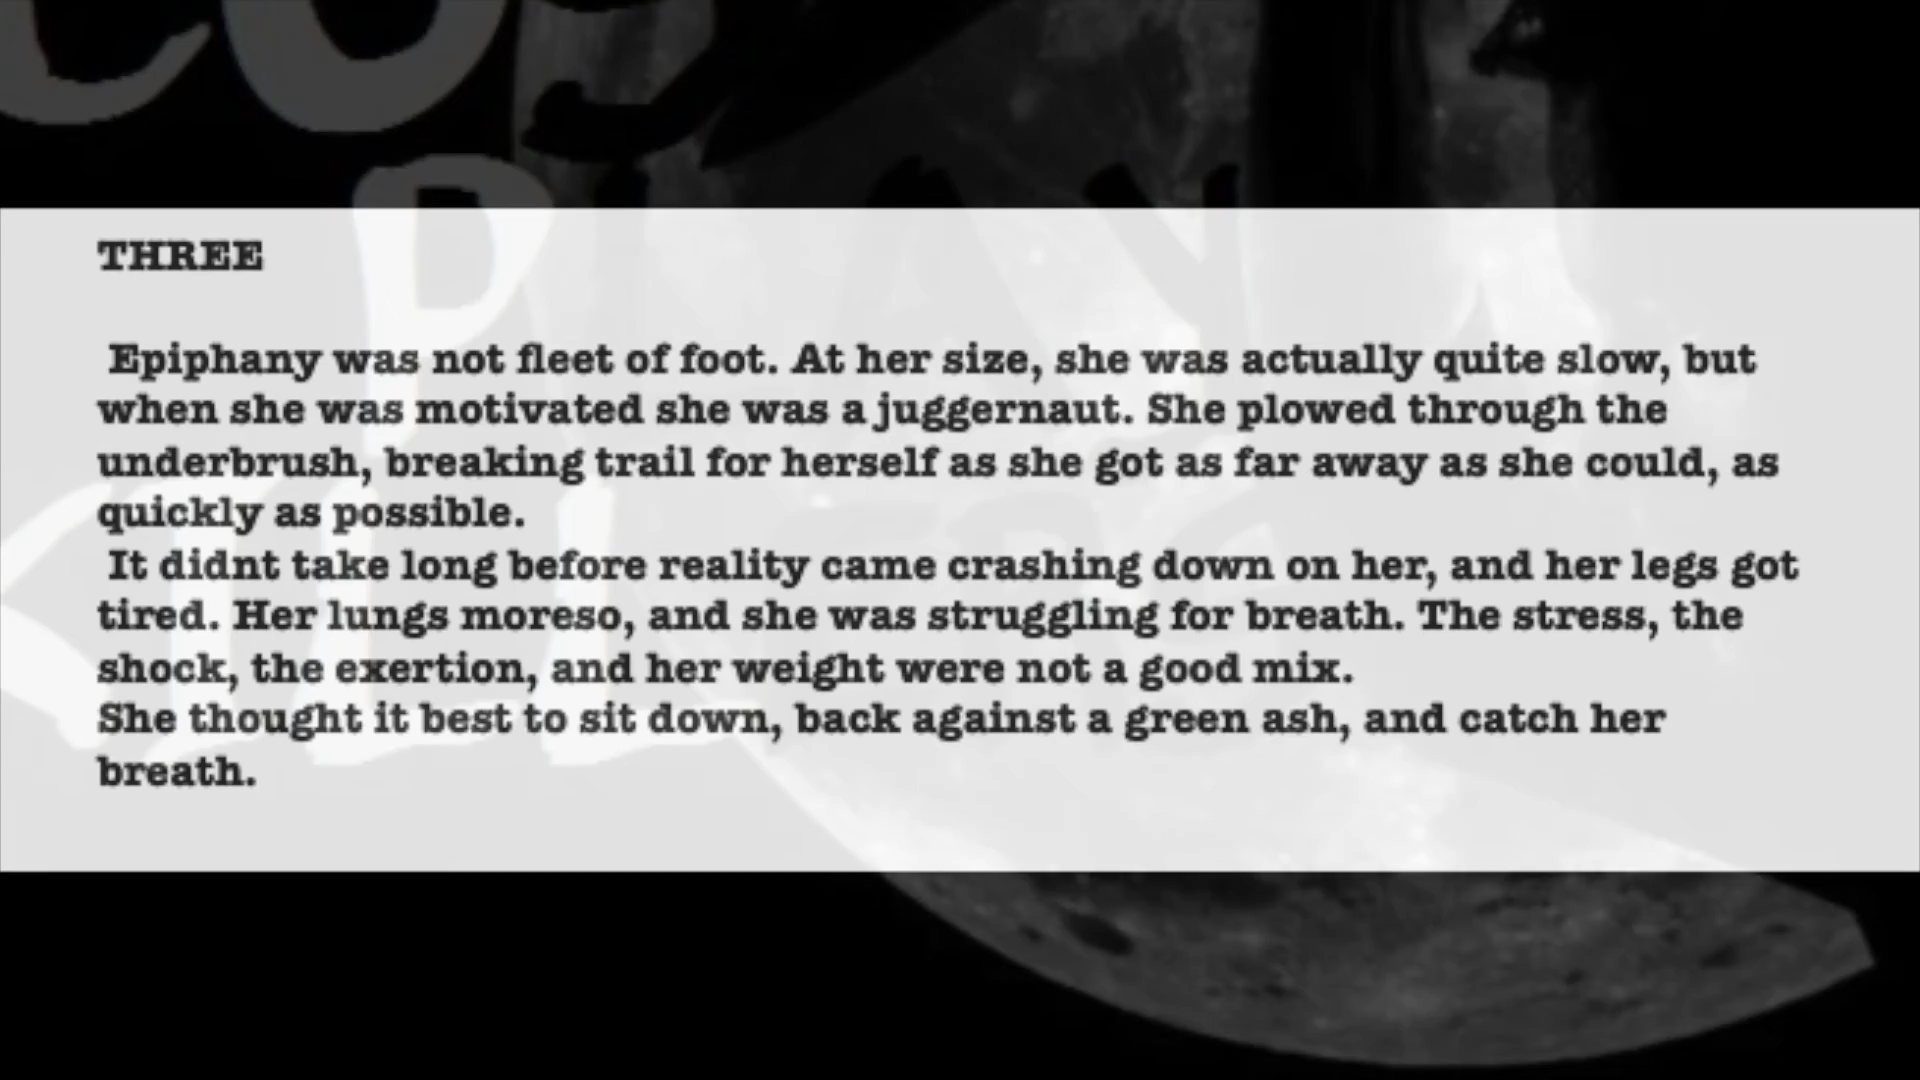 COS
PLAY
KILL
THREE
Epiphany was not fleet of foot. At her size, she was actually quite slow, but
when she was motivated she was a juggernaut. She plowed through the
underbrush, breaking trail for herself as she got as far away as she could, as
quickly as possible.
It didnt take long before reality came crashing down on her, and her legs got
tired. Her lungs moreso, and she was struggling for breath. The stress, the
shock, the exertion, and her weight were not a good mix.
She thought it best to sit down, back against a green ash, and catch her
breath.